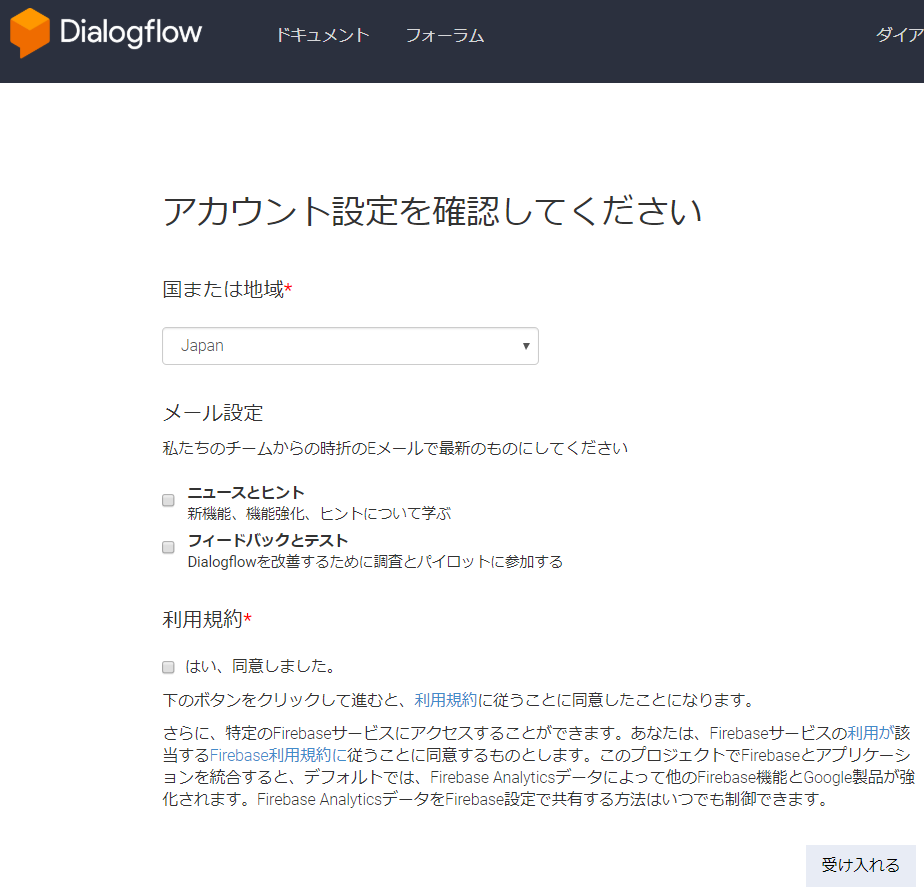 Dialogflow ドキュメント フォーラム ダイア
アカウント設定を確認してください
国または地域*
Japan
メール設定
私たちのチームからの時折のEメールで最新のものにしてください
ニュースとヒント
新機能、機能強化、ヒントについて学ぶ
フィードバックとテスト
Dialogflowを改善するために調査とパイロットに参加する
利用規約*
はい、同意しました。
下のボタンをクリックして進むと、利用規約に従うことに同意したことになります。
さらに、特定のFirebaseサービスにアクセスすることができます。あなたは、Firebaseサービスの利用が該
当するFirebase利用規約に従うことに同意するものとします。このプロジェクトでFirebaseとアプリケーシ
ョンを統合すると、デフォルトでは、Firebase Analyticsデータによって他のFirebase機能とGoogle製品が強
化されます。Firebase AnalyticsデータをFirebase設定で共有する方法はいつでも制御できます。
受け入れる